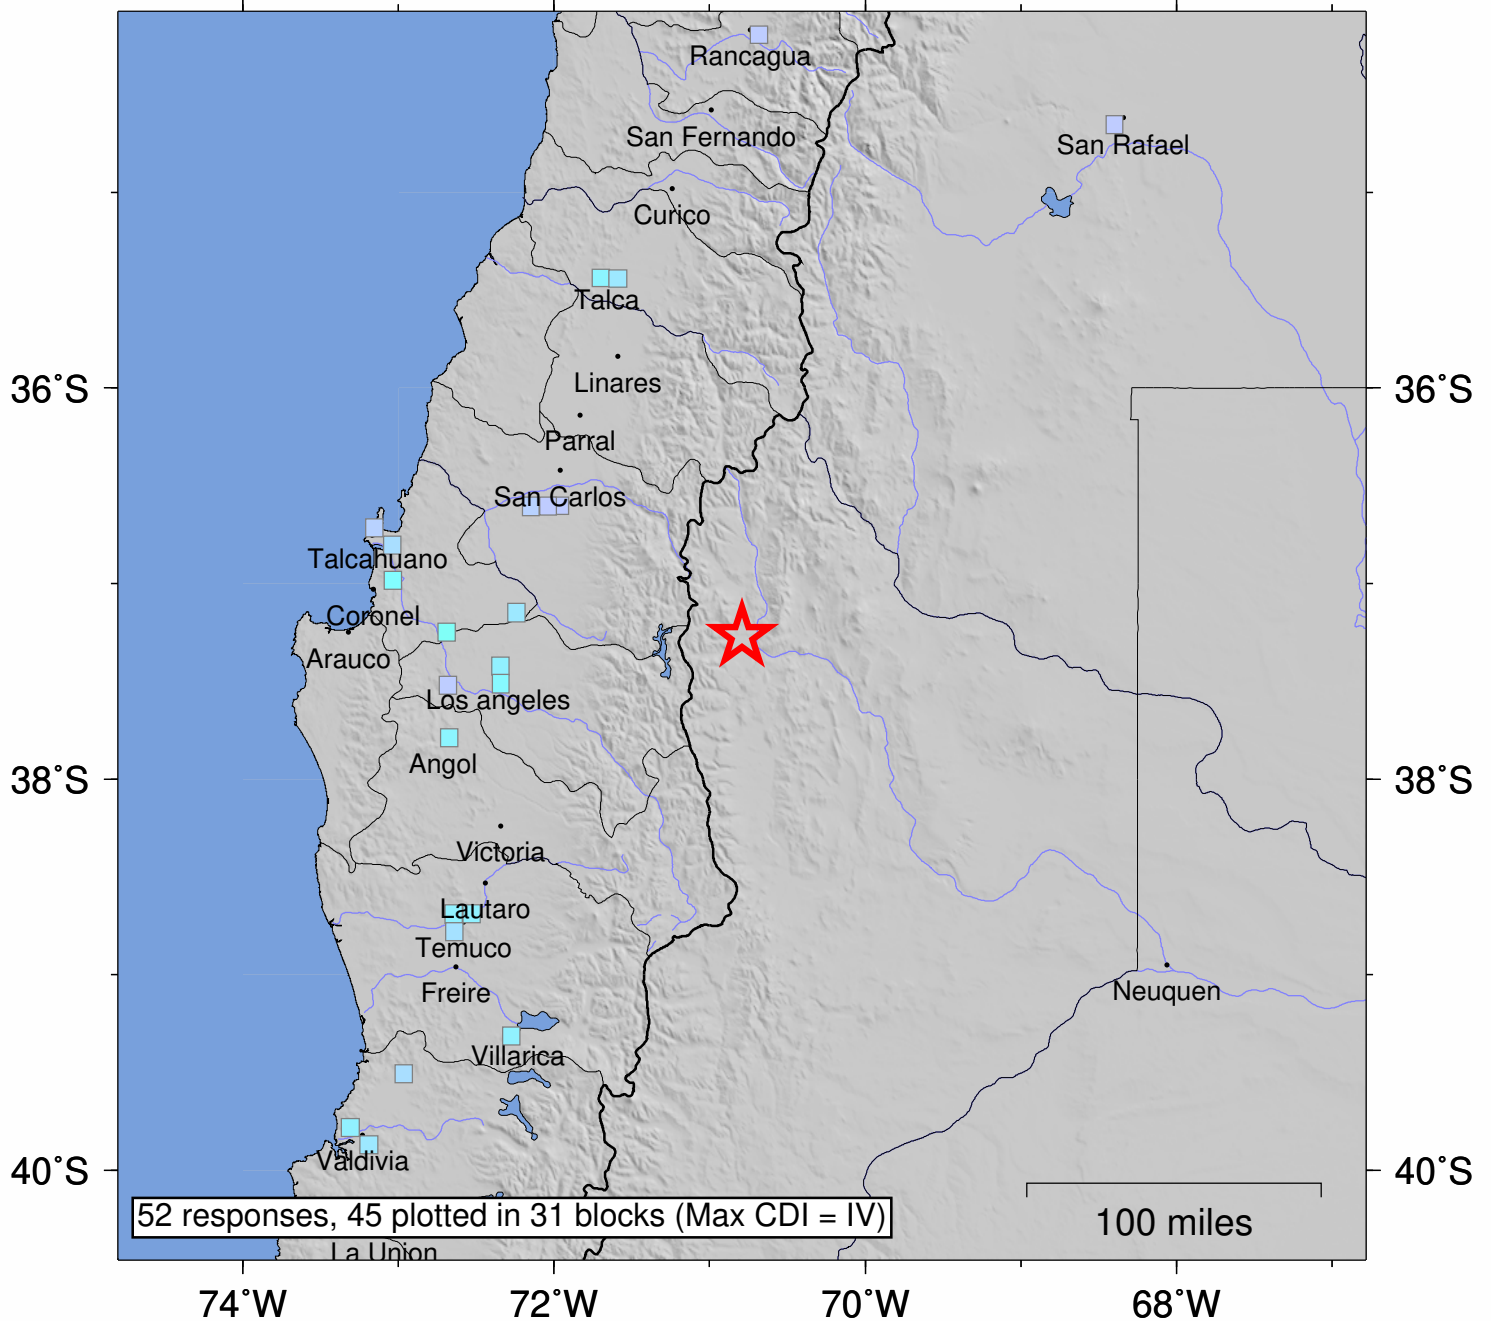 Rancagua
San Fernando
San Rafael
Curico
Talca
36°S
36°S
Linares
Parral
San Carlos
Talcahuano
Coronel
Arauco
Los angeles
Angol
38°S
38°S
Victoria
Lautaro
Temuco
Freire
Neuquen
Villarica
Valdivia
40°S
40°S
52 responses, 45 plotted in 31 blocks (Max CDI = IV)
100 miles
La Union
74°W
72°W
70°W
68°W